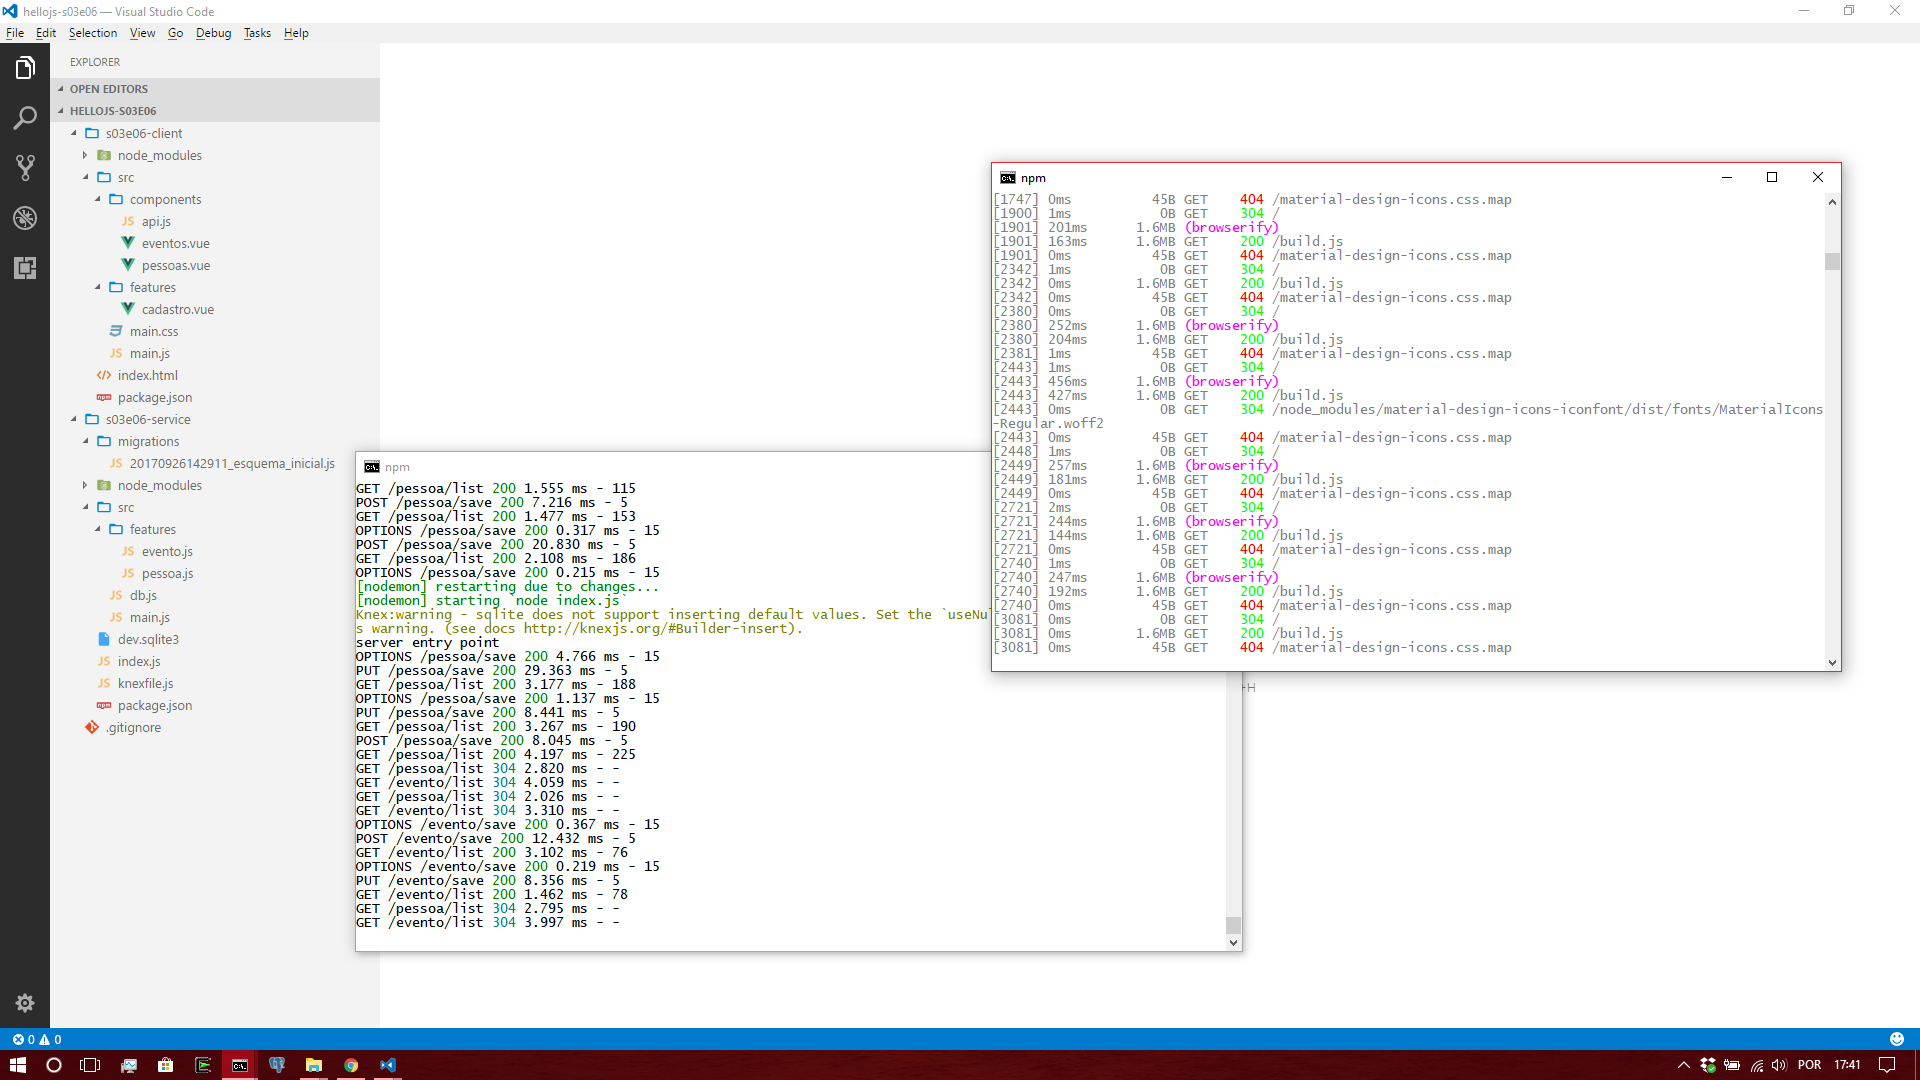 hellojs-s03e06 — Visual Studio Code
File Edit Selection View Go Debug Tasks Help
EXPLORER
OPEN EDITORS
HELLOJS-S03E06
s03e06-client
node_modules
src
components
JS api.js
eventos.vue
pessoas.vue
features
cadastro.vue
main.css
JS main.js
index.html
package.json
s03e06-service
migrations
JS 20170926142911_esquema_inicial.js
node_modules
src
features
JS evento.js
JS pessoa.js
JS db.js
JS main.js
dev.sqlite3
JS index.js
JS knexfile.js
package.json
.gitignore
npm
GET /pessoa/list 200 1.555 ms - 115
POST /pessoa/save 200 7.216 ms - 5
GET /pessoa/list 200 1.477 ms - 153
OPTIONS /pessoa/save 200 0.317 ms - 15
POST /pessoa/save 200 20.830 ms - 5
GET /pessoa/list 200 2.108 ms - 186
OPTIONS /pessoa/save 200 0.215 ms - 15
[nodemon] restarting due to changes...
[nodemon] starting `node index.js`
Knex:warning - sqlite does not support inserting default values. Set the `useNul
s warning. (see docs http://knexjs.org/#Builder-insert).
server entry point
OPTIONS /pessoa/save 200 4.766 ms - 15
PUT /pessoa/save 200 29.363 ms - 5
GET /pessoa/list 200 3.177 ms - 188
OPTIONS /pessoa/save 200 1.137 ms - 15
PUT /pessoa/save 200 8.441 ms - 5
GET /pessoa/list 200 3.267 ms - 190
POST /pessoa/save 200 8.045 ms - 5
GET /pessoa/list 200 4.197 ms - 225
GET /pessoa/list 304 2.820 ms - -
GET /evento/list 304 4.059 ms - -
GET /pessoa/list 304 2.026 ms - -
GET /evento/list 304 3.310 ms - -
OPTIONS /evento/save 200 0.367 ms - 15
POST /evento/save 200 12.432 ms - 5
GET /evento/list 200 3.102 ms - 76
OPTIONS /evento/save 200 0.219 ms - 15
PUT /evento/save 200 8.356 ms - 5
GET /evento/list 200 1.462 ms - 78
GET /pessoa/list 304 2.795 ms - -
GET /evento/list 304 3.997 ms - -
npm
[1747] 0ms 45B GET 404 /material-design-icons.css.map
[1900] 1ms 0B GET 304 /
[1901] 201ms 1.6MB (browserify)
[1901] 163ms 1.6MB GET 200 /build.js
[1901] 0ms 45B GET 404 /material-design-icons.css.map
[2342] 1ms 0B GET 304 /
[2342] 0ms 1.6MB GET 200 /build.js
[2342] 0ms 45B GET 404 /material-design-icons.css.map
[2380] 0ms 0B GET 304 /
[2380] 252ms 1.6MB (browserify)
[2380] 204ms 1.6MB GET 200 /build.js
[2381] 1ms 45B GET 404 /material-design-icons.css.map
[2443] 1ms 0B GET 304 /
[2443] 456ms 1.6MB (browserify)
[2443] 427ms 1.6MB GET 200 /build.js
[2443] 0ms 0B GET 304 /node_modules/material-design-icons-iconfont/dist/fonts/MaterialIcons
-Regular.woff2
[2443] 0ms 45B GET 404 /material-design-icons.css.map
[2448] 1ms 0B GET 304 /
[2449] 257ms 1.6MB (browserify)
[2449] 181ms 1.6MB GET 200 /build.js
[2449] 0ms 45B GET 404 /material-design-icons.css.map
[2721] 2ms 0B GET 304 /
[2721] 244ms 1.6MB (browserify)
[2721] 144ms 1.6MB GET 200 /build.js
[2721] 0ms 45B GET 404 /material-design-icons.css.map
[2740] 1ms 0B GET 304 /
[2740] 247ms 1.6MB (browserify)
[2740] 192ms 1.6MB GET 200 /build.js
[2740] 0ms 45B GET 404 /material-design-icons.css.map
[3081] 0ms 0B GET 304 /
[3081] 0ms 1.6MB GET 200 /build.js
[3081] 0ms 45B GET 404 /material-design-icons.css.map
+H
0 0
POR 17:41